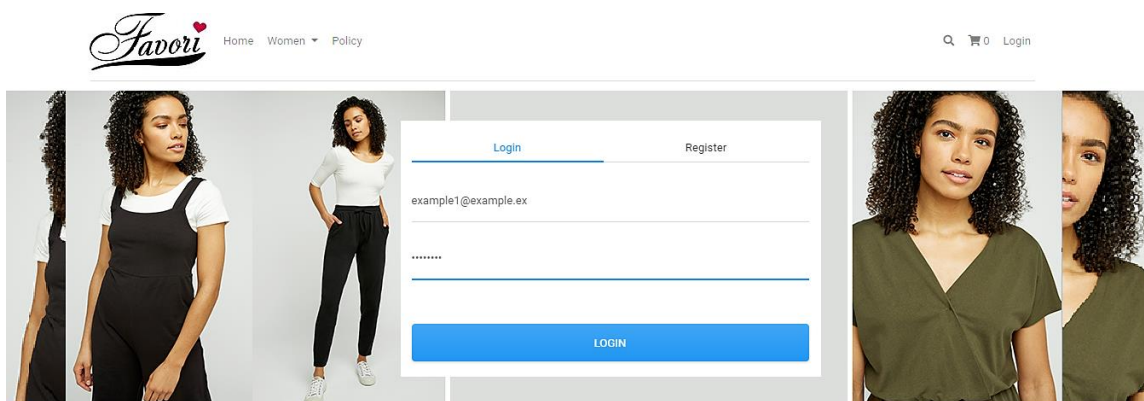 Favori Home Women Policy 0 Login
Login Register
example1@example.ex
••••••••
LOGIN